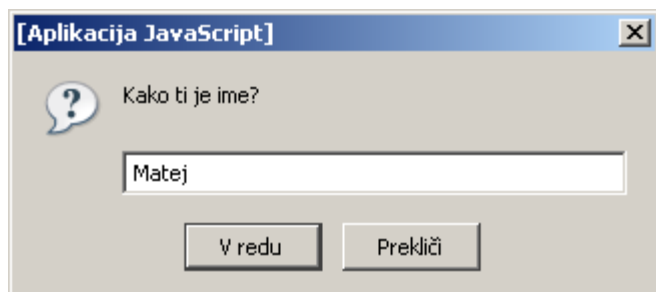 [Aplikacija JavaScript]
Kako ti je ime?
Matej
V redu
Prekliči